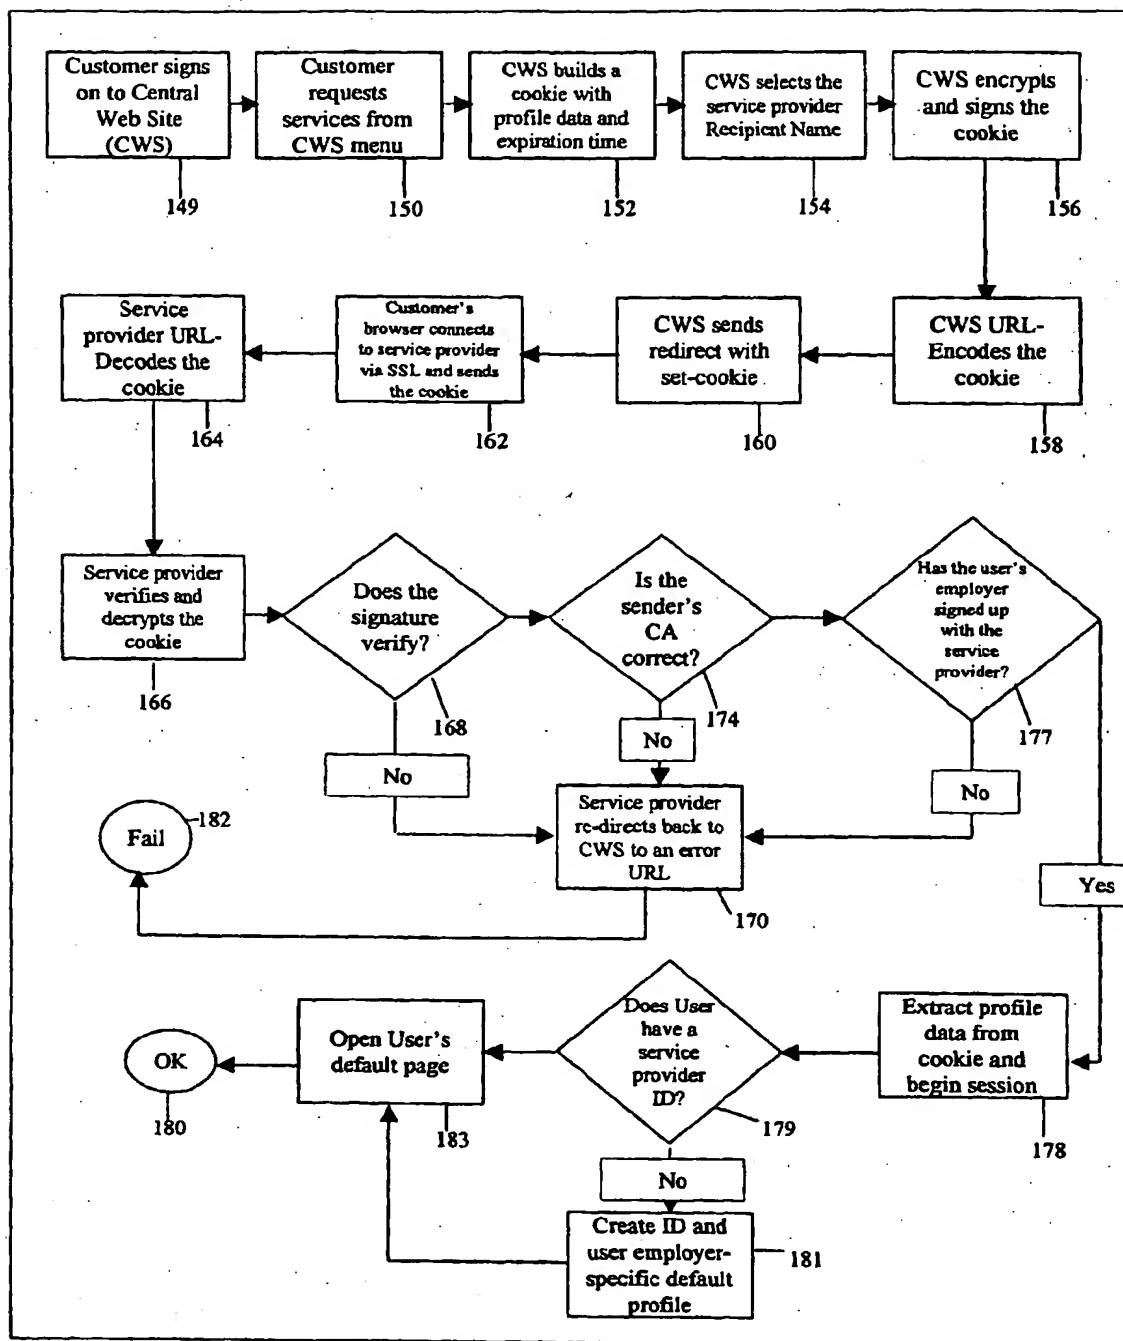 Customer signs
on to Central
Web Site
(CWS)
149
Customer
requests
services from
CWS menu
150
CWS builds a
cookie with
profile data and
expiration time
152
CWS selects the
service provider
Recipient Name
154
CWS encrypts
and signs the
cookie
156
CWS URL-
Encodes the
cookie
158
CWS sends
redirect with
set-cookie
160
Customer's
browser connects
to service provider
via SSL and sends
the cookie
162
Service
provider URL-
Decodes the
cookie
164
Service provider
verifies and
decrypts the
cookie
166
Does the
signature
verify?
168
No
Is the
sender's
CA
correct?
174
No
Has the user's
employer
signed up
with the
service
provider?
177
No
Yes
Service provider
re-directs back to
CWS to an error
URL
170
Fail
182
Extract profile
data from
cookie and
begin session
178
Does User
have a
service
provider
ID?
179
No
Create ID and
user employer-
specific default
profile
181
Open User's
default page
183
OK
180